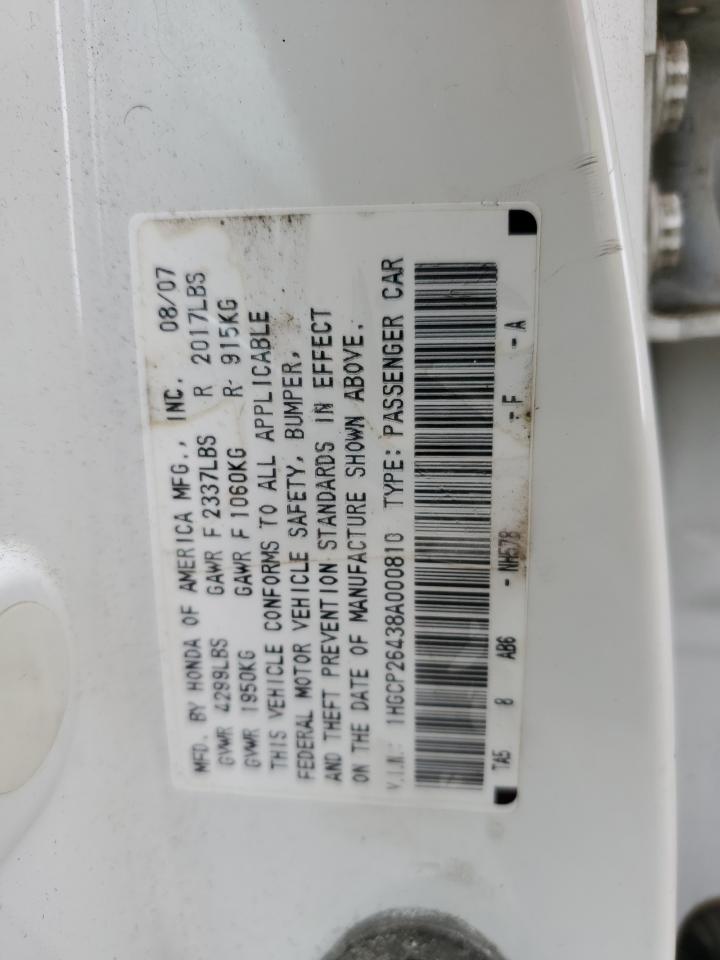 MFD. BY HONDA OF AMERICA MFG., INC. 08/07
GVWR 4299LBS GAWR F 2337LBS R 2017LBS
GVWR 1950KG GAWR F 1060KG R- 915KG
THIS VEHICLE CONFORMS TO ALL APPLICABLE
FEDERAL MOTOR VEHICLE SAFETY, BUMPER,
AND THEFT PREVENTION STANDARDS IN EFFECT
ON THE DATE OF MANUFACTURE SHOWN ABOVE.
V.I.N.: 1HGCP26438A000810 TYPE: PASSENGER CAR
TA5 8 AB6 - NH578 - F - A